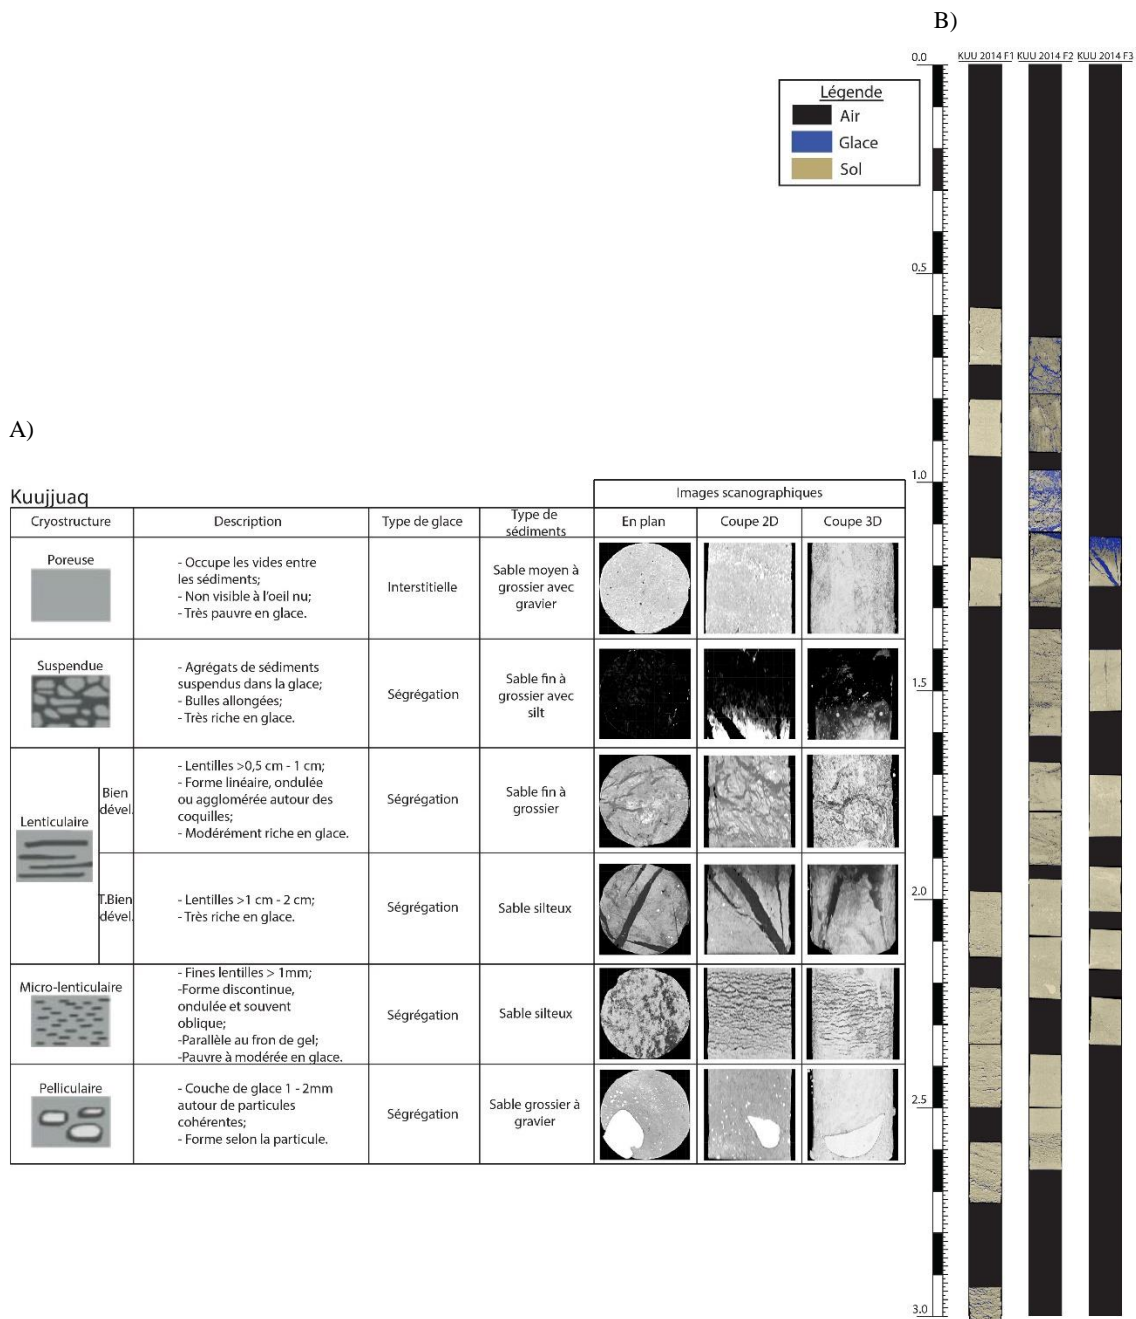 B)
KUU 2014 F1 KUU 2014 F2 KUU 2014 F3
0.0
Légende
Air
Glace
Sol
0.5
1.0
1.5
2.0
2.5
3.0
A)
Kuujjuaq
Images scanographiques
Cryostructure
Description
Type de glace
Type de
sédiments
En plan
Coupe 2D
Coupe 3D
Poreuse
- Occupe les vides entre
les sédiments;
- Non visible à l'oeil nu;
- Très pauvre en glace.
Interstitielle
Sable moyen à
grossier avec
gravier
Suspendue
- Agrégats de sédiments
suspendus dans la glace;
- Bulles allongées;
- Très riche en glace.
Ségrégation
Sable fin à
grossier avec
silt
Lenticulaire
Bien
dével.
- Lentilles >0,5 cm - 1 cm;
- Forme linéaire, ondulée
ou agglomérée autour des
coquilles;
- Modérément riche en glace.
Ségrégation
Sable fin à
grossier
T.Bien
dével.
- Lentilles >1 cm - 2 cm;
- Très riche en glace.
Ségrégation
Sable silteux
Micro-lenticulaire
- Fines lentilles > 1mm;
-Forme discontinue,
ondulée et souvent
oblique;
-Parallèle au fron de gel;
-Pauvre à modérée en glace.
Ségrégation
Sable silteux
Pelliculaire
- Couche de glace 1 - 2mm
autour de particules
cohérentes;
- Forme selon la particule.
Ségrégation
Sable grossier à
gravier